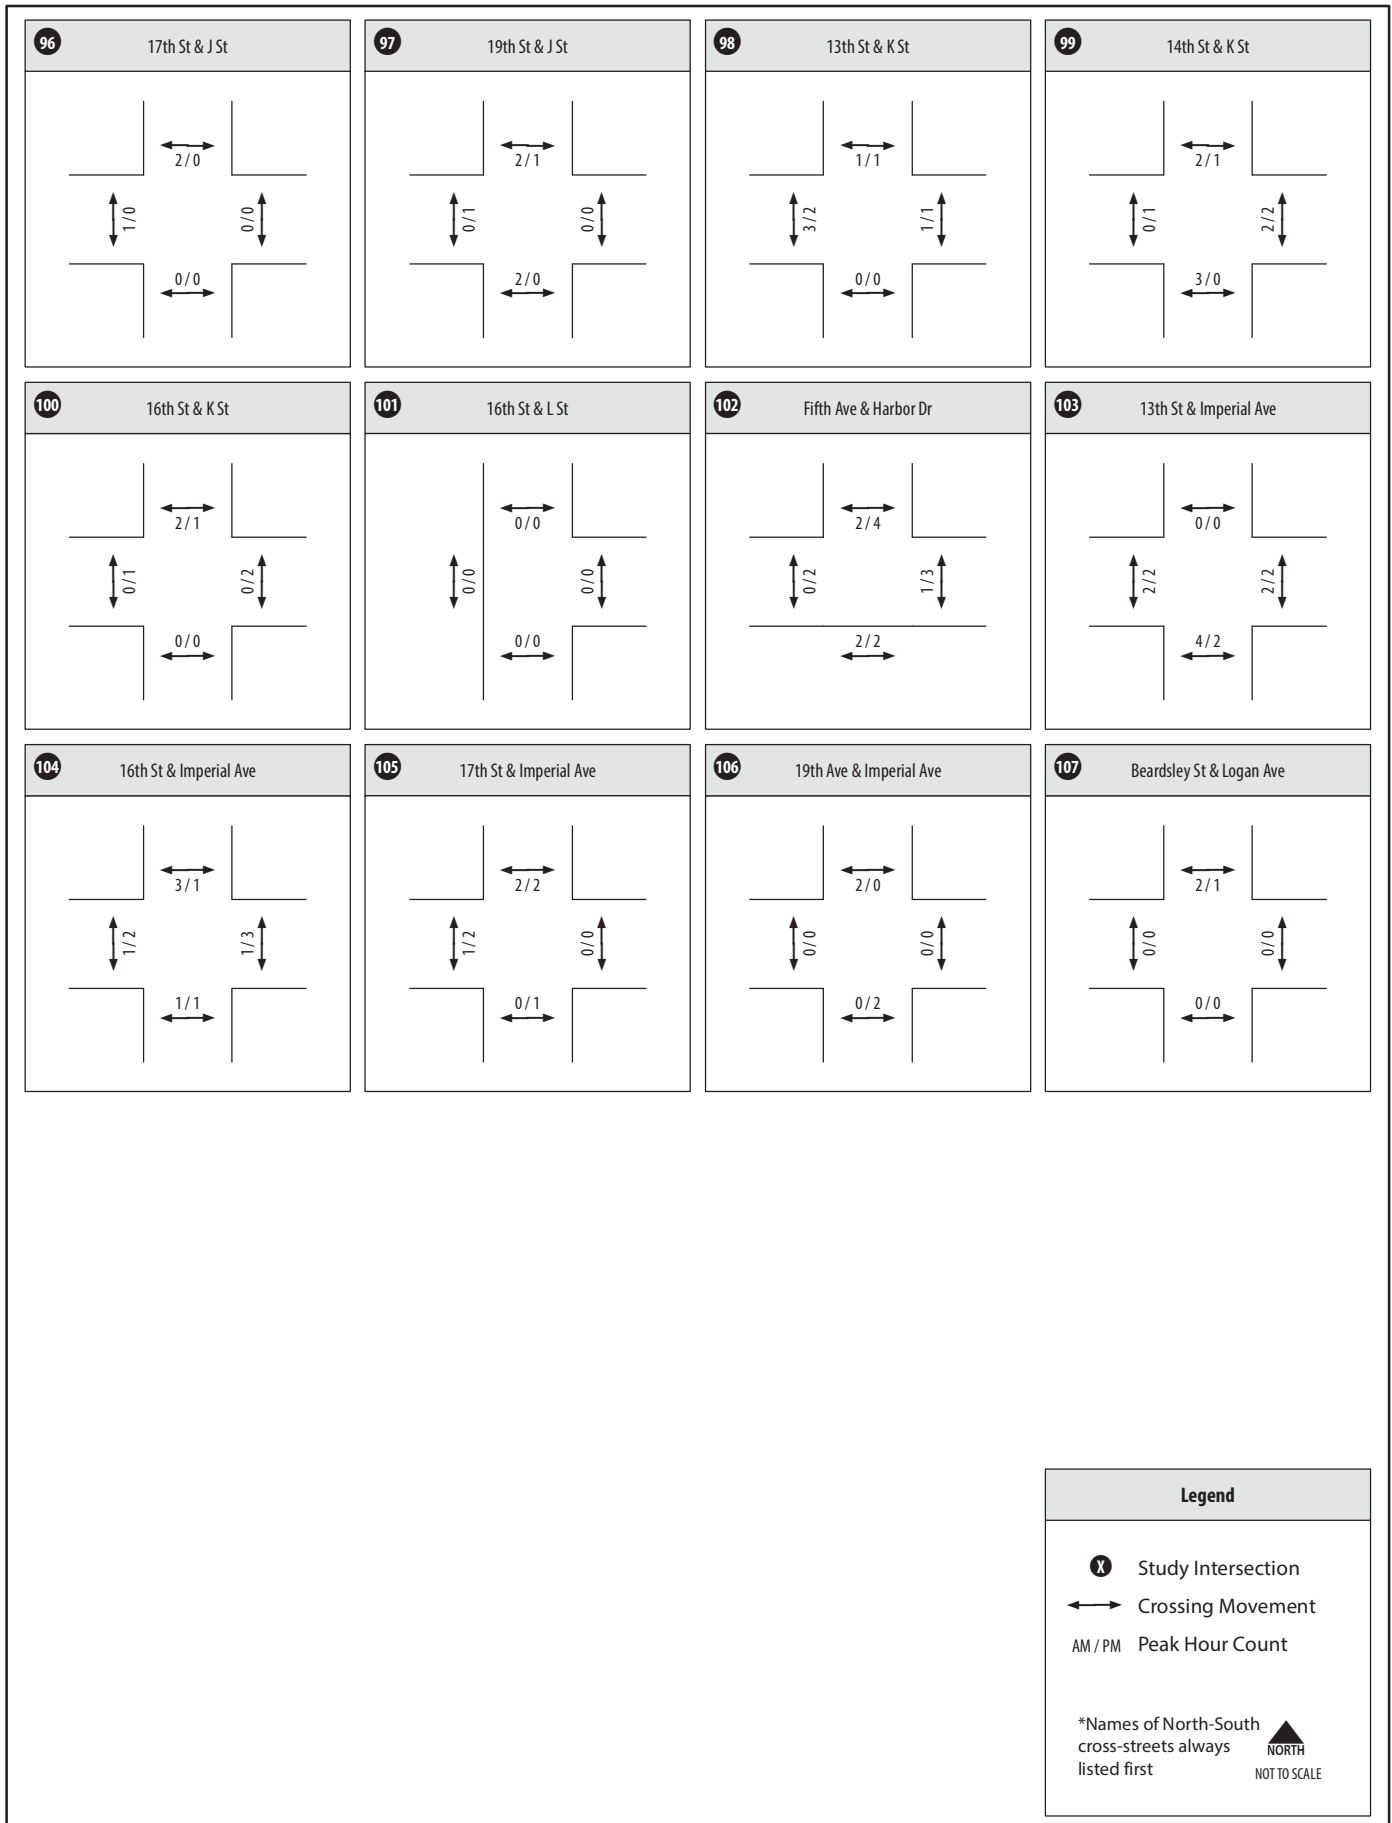 96
17th St & J St
2 / 0
1 / 0
0 / 0
0 / 0
97
19th St & J St
2 / 1
0 / 1
0 / 0
2 / 0
98
13th St & K St
1 / 1
3 / 2
1 / 1
0 / 0
99
14th St & K St
2 / 1
0 / 1
2 / 2
3 / 0
100
16th St & K St
2 / 1
0 / 1
0 / 2
0 / 0
101
16th St & L St
0 / 0
0 / 0
0 / 0
0 / 0
102
Fifth Ave & Harbor Dr
2 / 4
0 / 2
1 / 3
2 / 2
103
13th St & Imperial Ave
0 / 0
2 / 2
2 / 2
4 / 2
104
16th St & Imperial Ave
3 / 1
1 / 2
1 / 3
1 / 1
105
17th St & Imperial Ave
2 / 2
1 / 2
0 / 0
0 / 1
106
19th Ave & Imperial Ave
2 / 0
0 / 0
0 / 0
0 / 2
107
Beardsley St & Logan Ave
2 / 1
0 / 0
0 / 0
0 / 0
Legend
X Study Intersection
Crossing Movement
AM / PM Peak Hour Count
*Names of North-South
cross-streets always
listed first
NORTH
NOT TO SCALE